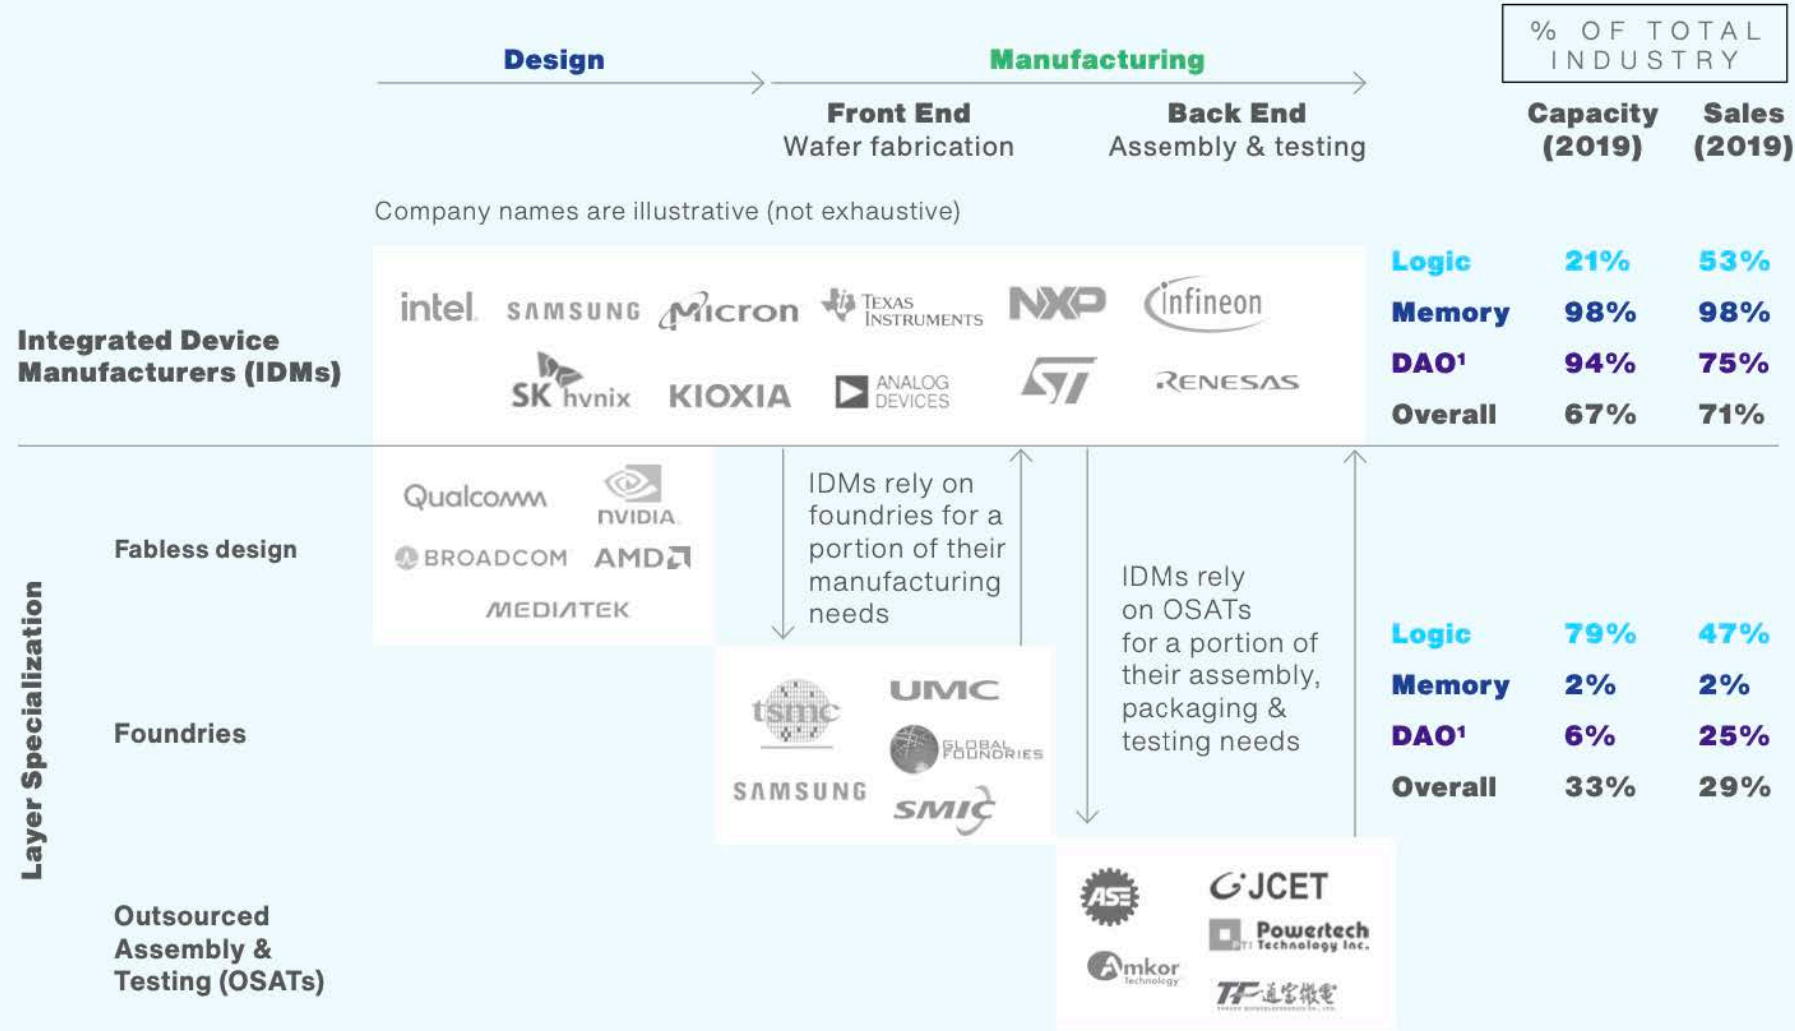 % OF TOTAL
INDUSTRY
Design
Manufacturing
Front End
Wafer fabrication
Back End
Assembly & testing
Capacity
(2019)
Sales
(2019)
Company names are illustrative (not exhaustive)
Integrated Device
Manufacturers (IDMs)
intel
SAMSUNG
Micron
TEXAS
INSTRUMENTS
NXP
infineon
SK hynix
KIOXIA
ANALOG
DEVICES
ST
RENESAS
Logic 21% 53%
Memory 98% 98%
DAO¹ 94% 75%
Overall 67% 71%
Layer Specialization
Fabless design
Qualcomm
NVIDIA
BROADCOM
AMD
MEDIATEK
IDMs rely on
foundries for a
portion of their
manufacturing
needs
IDMs rely
on OSATs
for a portion of
their assembly,
packaging &
testing needs
Foundries
tsmc
UMC
GLOBAL
FOUNDRIES
SAMSUNG
SMIC
Logic 79% 47%
Memory 2% 2%
DAO¹ 6% 25%
Overall 33% 29%
Outsourced
Assembly &
Testing (OSATs)
ASE
JCET
PTI
Powertech
Technology Inc.
Amkor
Technology
TF